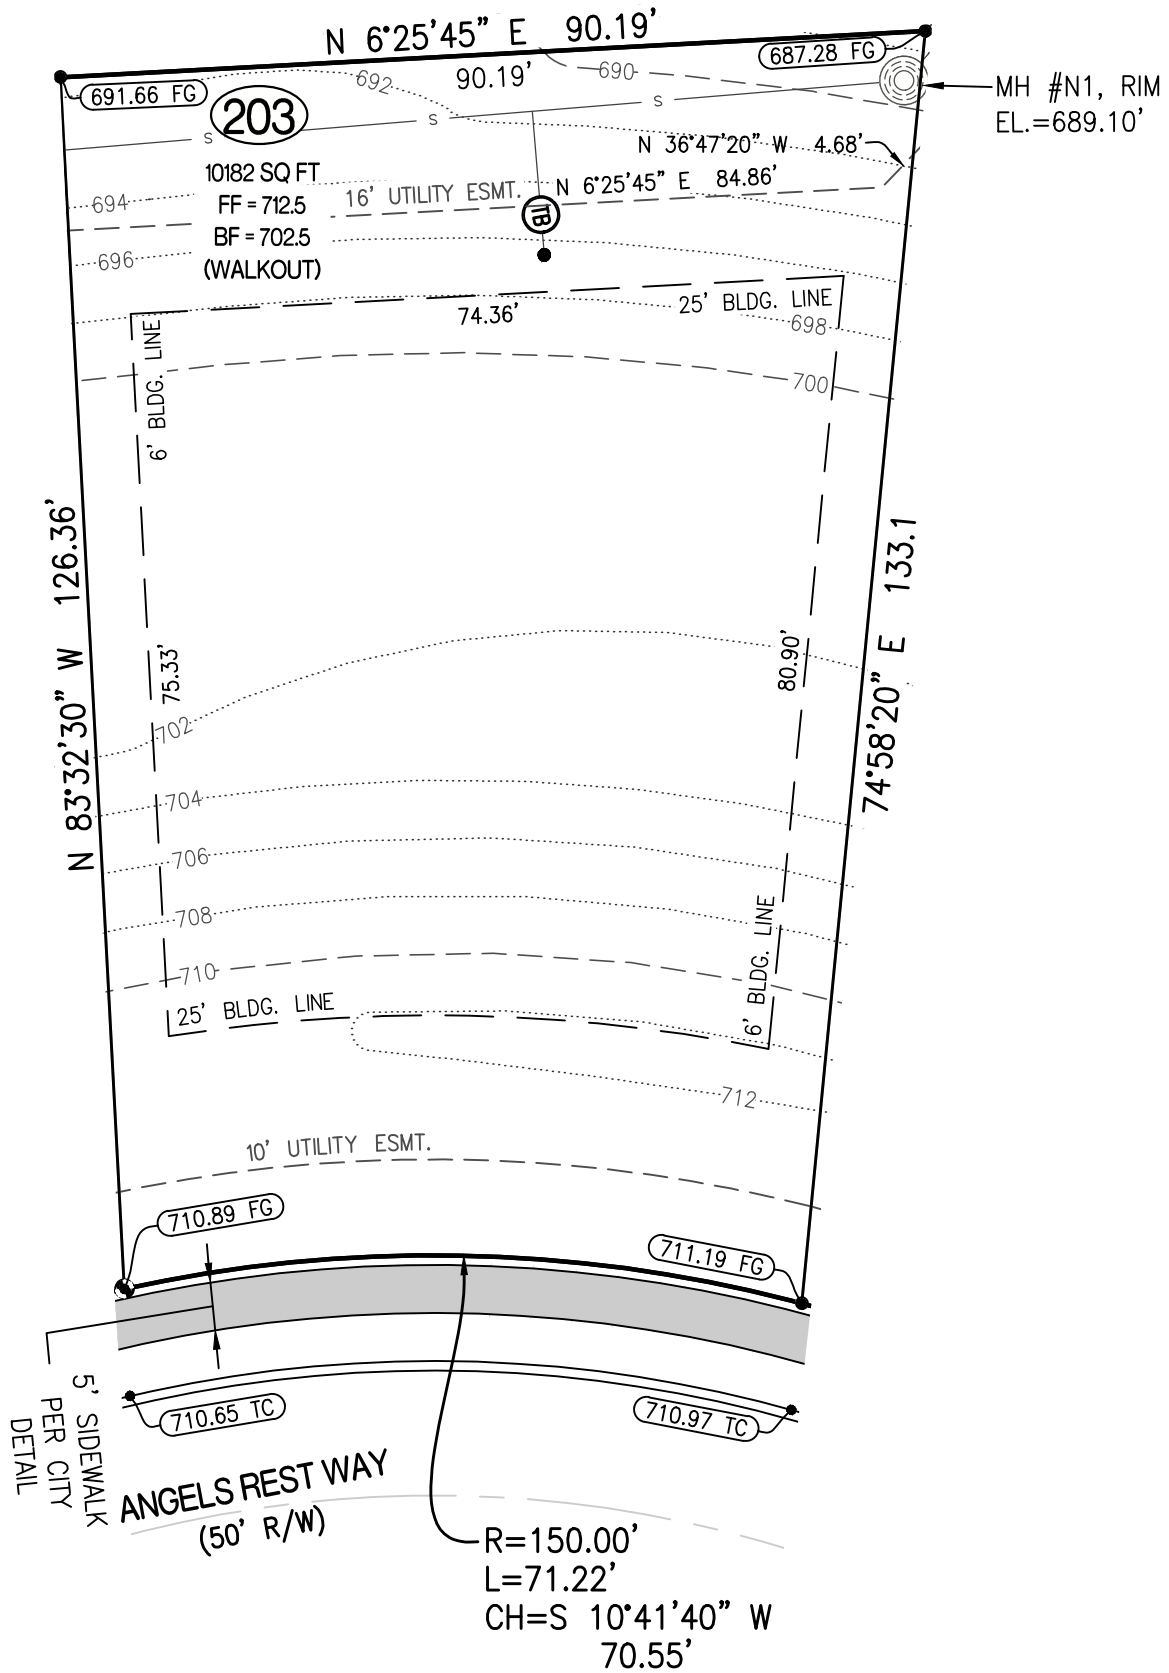 N 6°25'45" E 90.19'
691.66 FG
692
90.19'
690
687.28 FG
MH #N1, RIM
EL.=689.10'
203
S
S
S
N 36°47'20" W 4.68'
10182 SQ FT
FF = 712.5
BF = 702.5
(WALKOUT)
694
16' UTILITY ESMT.
N 6°25'45" E 84.86'
TB
696
25' BLDG. LINE
74.36'
698
6' BLDG. LINE
700
N 83°32'30" W 126.36'
74°58'20" E 133.1
75.33'
80.90'
702
704
706
708
710
25' BLDG. LINE
6' BLDG. LINE
712
10' UTILITY ESMT.
710.89 FG
711.19 FG
5' SIDEWALK
PER CITY
DETAIL
710.65 TC
710.97 TC
ANGELS REST WAY
(50' R/W)
R=150.00'
L=71.22'
CH=S 10°41'40" W
70.55'